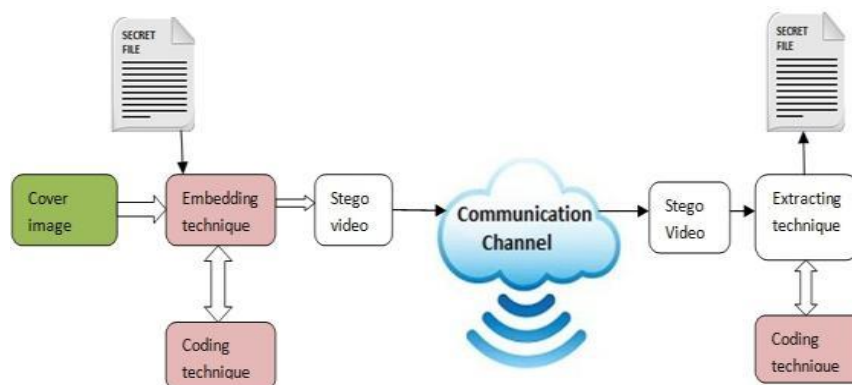 SECRET
FILE
SECRET
FILE
Cover
image
Embedding
technique
Stego
video
Communication
Channel
Stego
Video
Extracting
technique
Coding
technique
Coding
technique